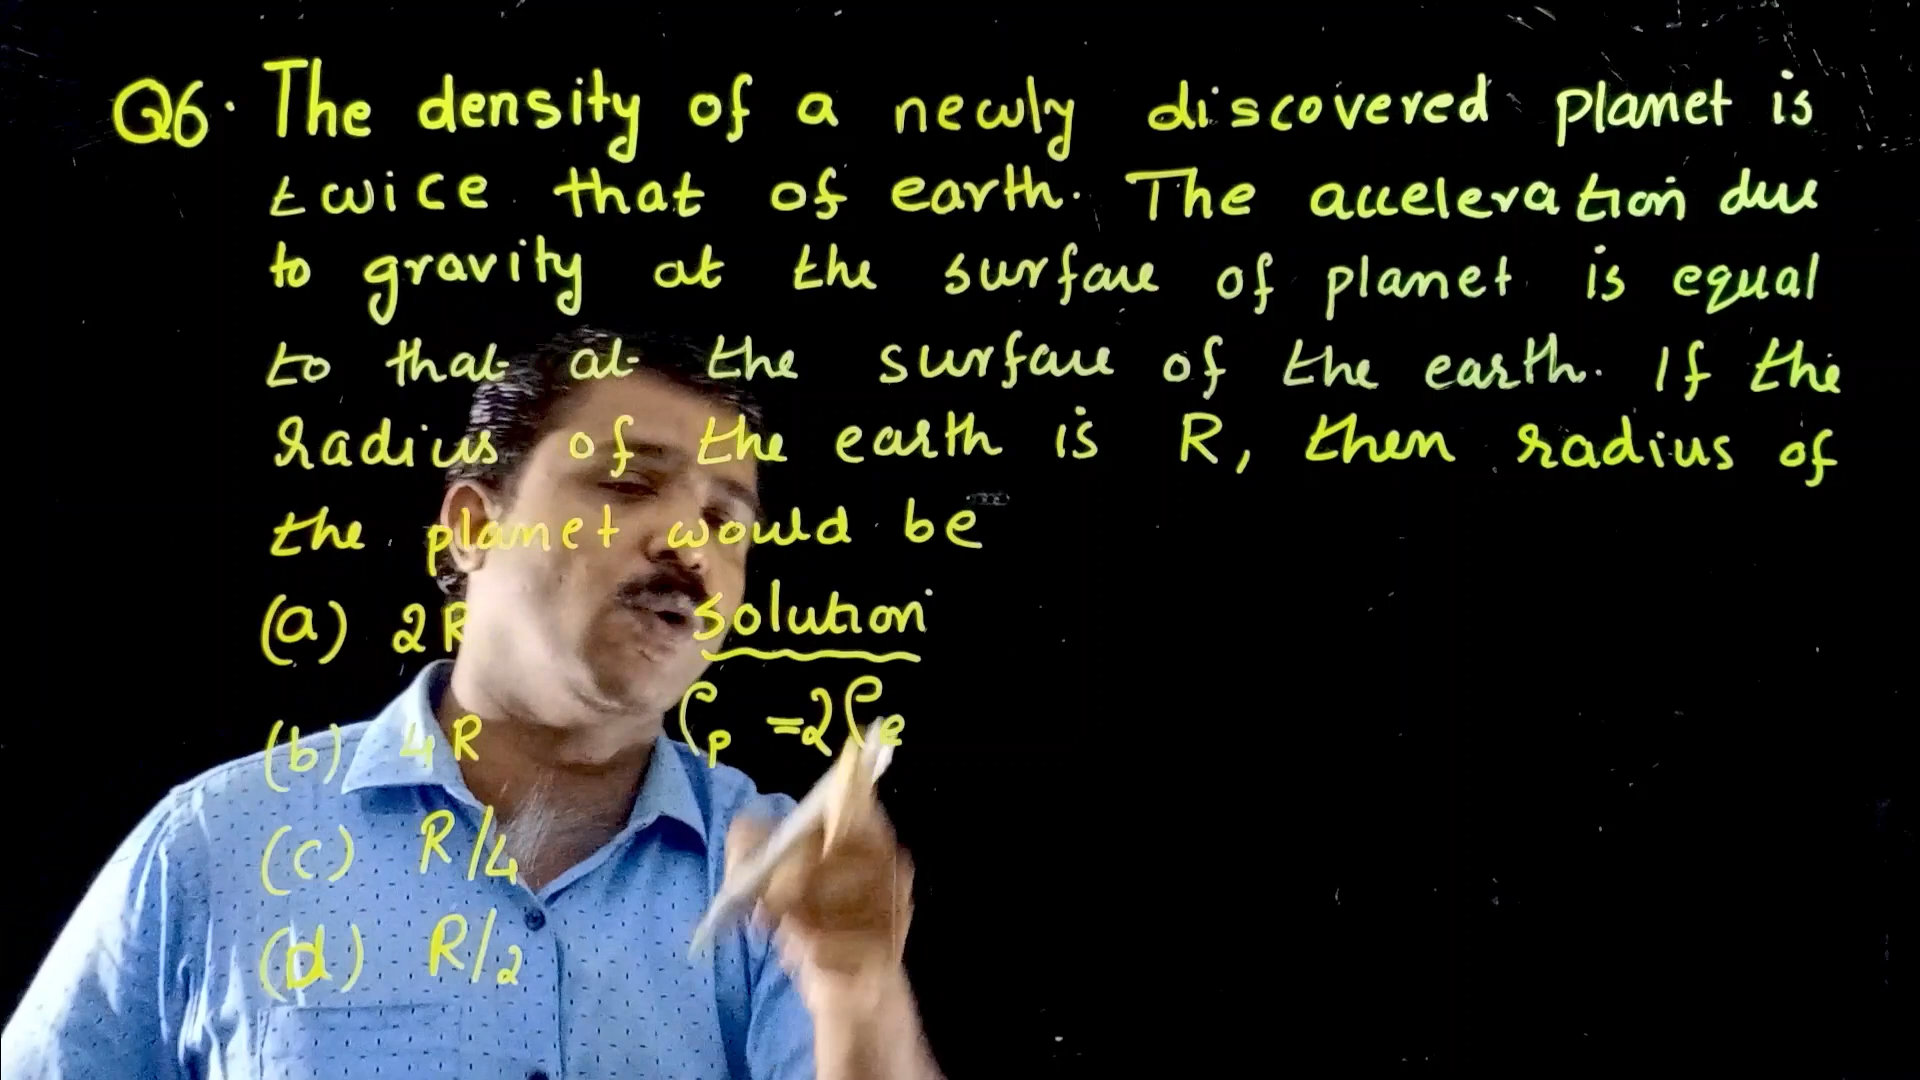 Q6. The density of a newly discovered planet is
twice that of earth. The acceleration due
to gravity at the surface of planet is equal
to that at the surface of the earth. If the
radius of the earth is R, then radius of
the planet would be
(a) 2R
solution
ρp = 2ρe
(b) 4R
(c) R/4
(d) R/2